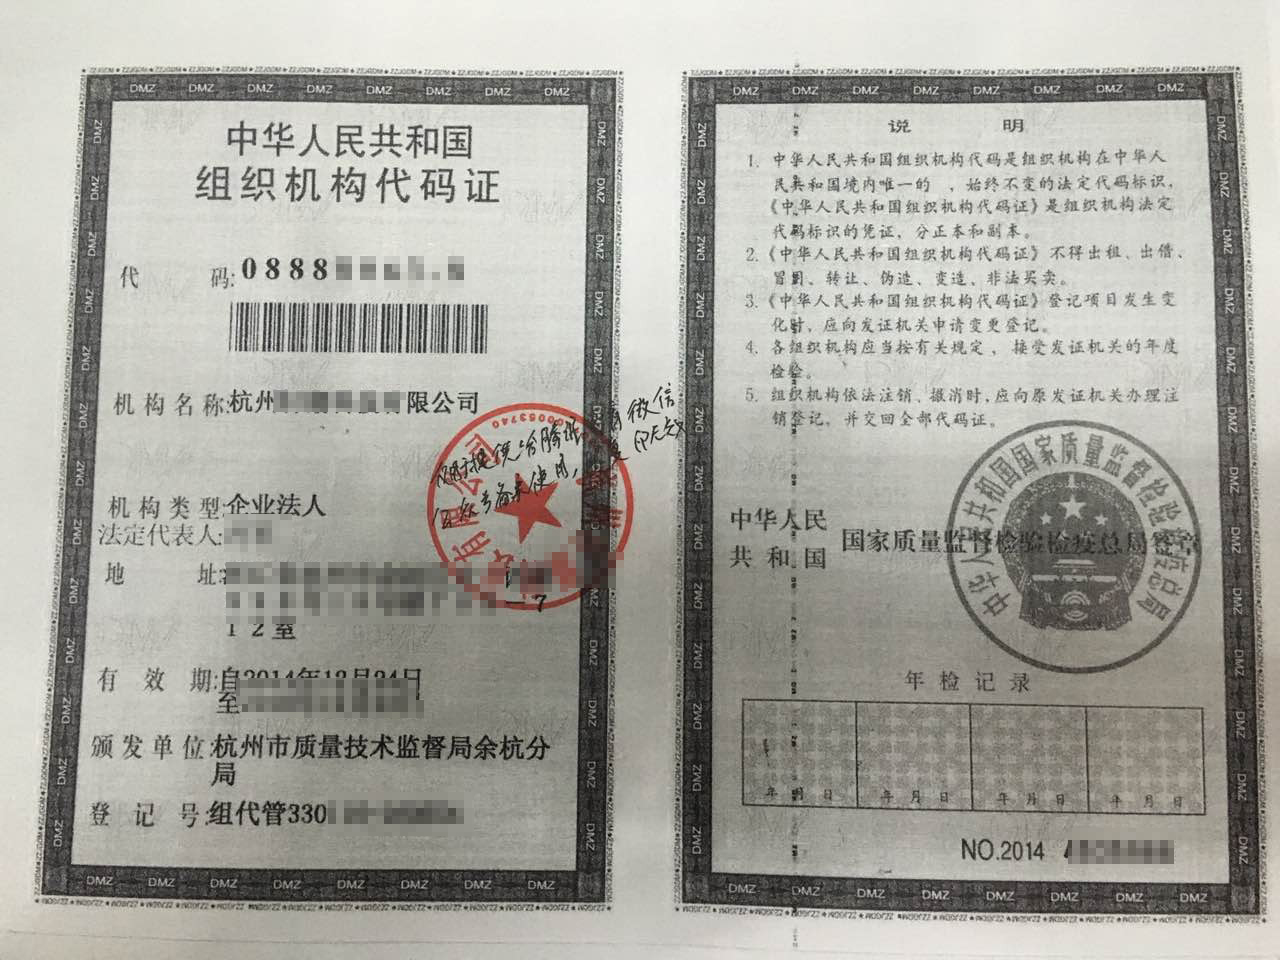 中华人民共和国
组织机构代码证
代 码:0888
机构名称:杭州 有限公司
机构类型:企业法人
法定代表人:
地 址:
一7
１２室
有 效 期:自2014年12月24日
至
颁发单位:杭州市质量技术监督局余杭分
局
登 记 号:组代管330
仅限提供给腾讯 微信
公众号备案使用, 印无效
有限公司
说 明
1. 中华人民共和国组织机构代码是组织机构在中华人
民共和国境内唯一的 ,始终不变的法定代码标识,
《中华人民共和国组织机构代码证》是组织机构法定
代码标识的凭证,分正本和副本。
2.《中华人民共和国组织机构代码证》不得出租、出借、
冒用、转让、伪造、变造、非法买卖。
3.《中华人民共和国组织机构代码证》登记项目发生变
化时,应向发证机关申请变更登记。
4. 各组织机构应当按有关规定,接受发证机关的年度
检验。
5. 组织机构依法注销、撤消时,应向原发证机关办理注
销登记,并交回全部代码证。
中华人民
共和国
国家质量监督检验检疫总局签章
中华人民共和国国家质量监督检验检疫总局
年检记录
年 月 日 年 月 日 年 月 日 年 月 日
NO.2014
DMZ
ZZJGDM